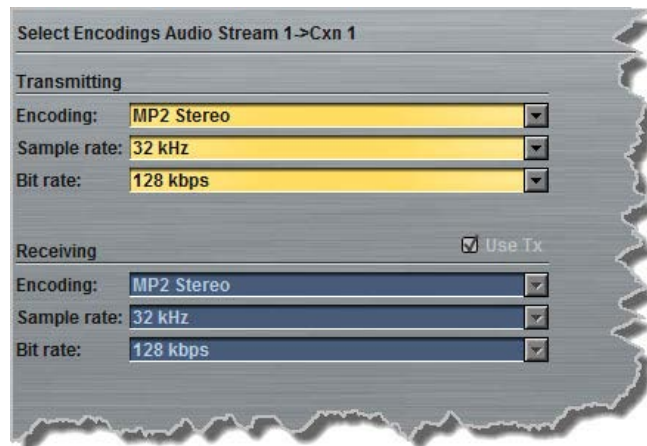 Select Encodings Audio Stream 1->Cxn 1
Transmitting
Encoding: MP2 Stereo
Sample rate: 32 kHz
Bit rate: 128 kbps
Receiving Use Tx
Encoding: MP2 Stereo
Sample rate: 32 kHz
Bit rate: 128 kbps